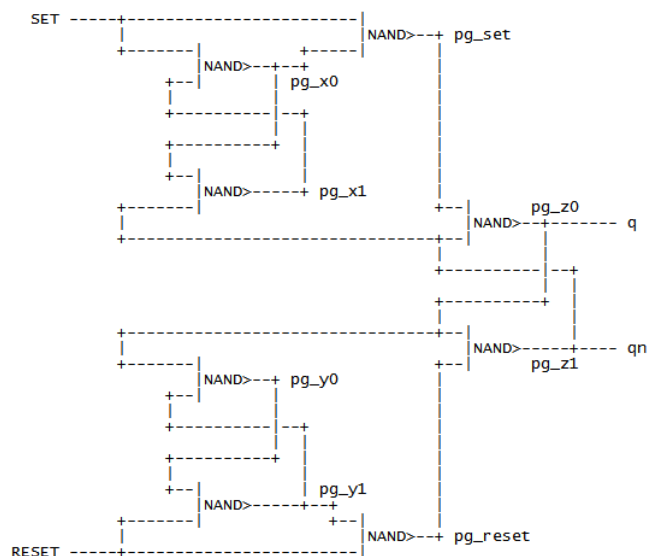 SET
NAND> pg_set
NAND>
pg_x0
NAND> pg_x1
pg_z0
NAND> q
NAND> qn
pg_z1
NAND> pg_y0
pg_y1
NAND>
RESET NAND> pg_reset